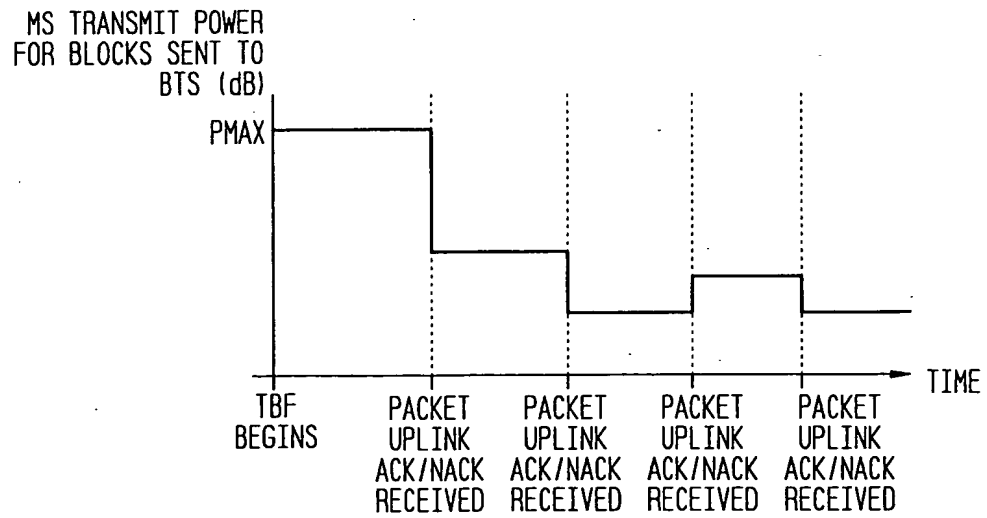 MS TRANSMIT POWER
FOR BLOCKS SENT TO
BTS (dB)
PMAX
TIME
TBF
BEGINS
PACKET
UPLINK
ACK/NACK
RECEIVED
PACKET
UPLINK
ACK/NACK
RECEIVED
PACKET
UPLINK
ACK/NACK
RECEIVED
PACKET
UPLINK
ACK/NACK
RECEIVED